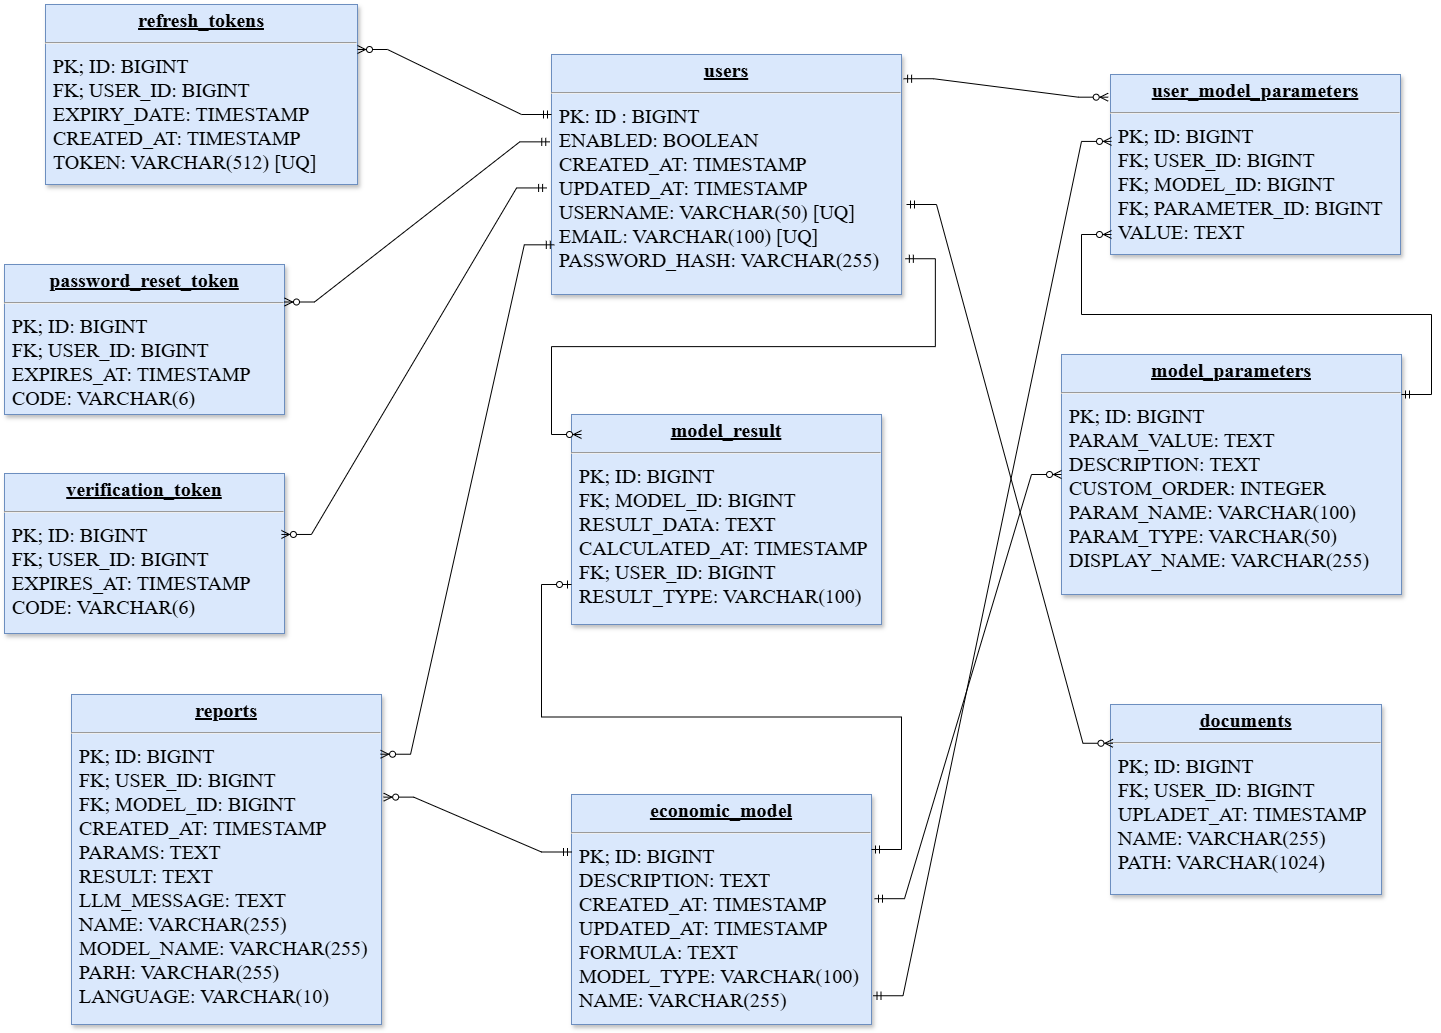 refresh_tokens
PK; ID: BIGINT
FK; USER_ID: BIGINT
EXPIRY_DATE: TIMESTAMP
CREATED_AT: TIMESTAMP
TOKEN: VARCHAR(512) [UQ]
users
PK: ID : BIGINT
ENABLED: BOOLEAN
CREATED_AT: TIMESTAMP
UPDATED_AT: TIMESTAMP
USERNAME: VARCHAR(50) [UQ]
EMAIL: VARCHAR(100) [UQ]
PASSWORD_HASH: VARCHAR(255)
user_model_parameters
PK; ID: BIGINT
FK; USER_ID: BIGINT
FK; MODEL_ID: BIGINT
FK; PARAMETER_ID: BIGINT
VALUE: TEXT
password_reset_token
PK; ID: BIGINT
FK; USER_ID: BIGINT
EXPIRES_AT: TIMESTAMP
CODE: VARCHAR(6)
model_parameters
PK; ID: BIGINT
PARAM_VALUE: TEXT
DESCRIPTION: TEXT
CUSTOM_ORDER: INTEGER
PARAM_NAME: VARCHAR(100)
PARAM_TYPE: VARCHAR(50)
DISPLAY_NAME: VARCHAR(255)
model_result
PK; ID: BIGINT
FK; MODEL_ID: BIGINT
RESULT_DATA: TEXT
CALCULATED_AT: TIMESTAMP
FK; USER_ID: BIGINT
RESULT_TYPE: VARCHAR(100)
verification_token
PK; ID: BIGINT
FK; USER_ID: BIGINT
EXPIRES_AT: TIMESTAMP
CODE: VARCHAR(6)
reports
PK; ID: BIGINT
FK; USER_ID: BIGINT
FK; MODEL_ID: BIGINT
CREATED_AT: TIMESTAMP
PARAMS: TEXT
RESULT: TEXT
LLM_MESSAGE: TEXT
NAME: VARCHAR(255)
MODEL_NAME: VARCHAR(255)
PARH: VARCHAR(255)
LANGUAGE: VARCHAR(10)
economic_model
PK; ID: BIGINT
DESCRIPTION: TEXT
CREATED_AT: TIMESTAMP
UPDATED_AT: TIMESTAMP
FORMULA: TEXT
MODEL_TYPE: VARCHAR(100)
NAME: VARCHAR(255)
documents
PK; ID: BIGINT
FK; USER_ID: BIGINT
UPLADET_AT: TIMESTAMP
NAME: VARCHAR(255)
PATH: VARCHAR(1024)